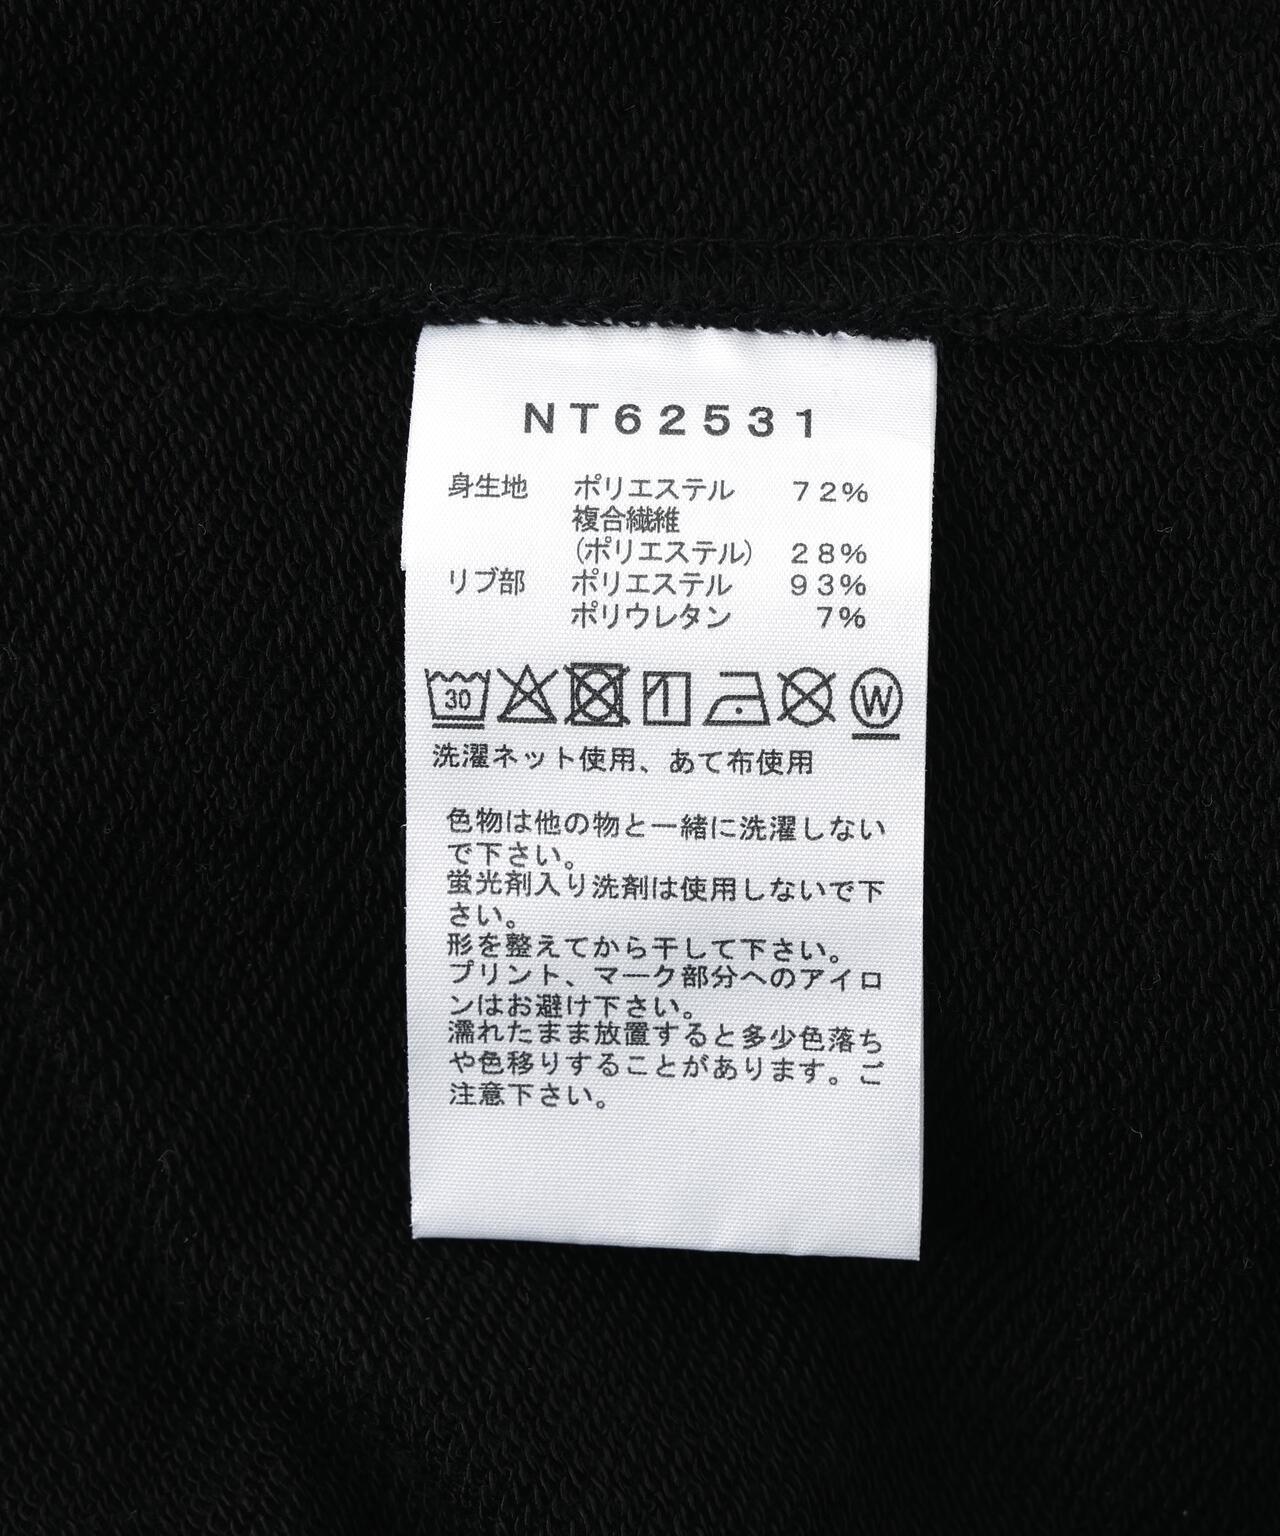 NT62531
身生地 ポリエステル 72%
複合繊維
(ポリエステル) 28%
リブ部 ポリエステル 93%
ポリウレタン 7%
30 W
洗濯ネット使用、あて布使用
色物は他の物と一緒に洗濯しない
で下さい。
蛍光剤入り洗剤は使用しないで下
さい。
形を整えてから干して下さい。
プリント、マーク部分へのアイロ
ンはお避け下さい。
濡れたまま放置すると多少色落ち
や色移りすることがあります。ご
注意下さい。